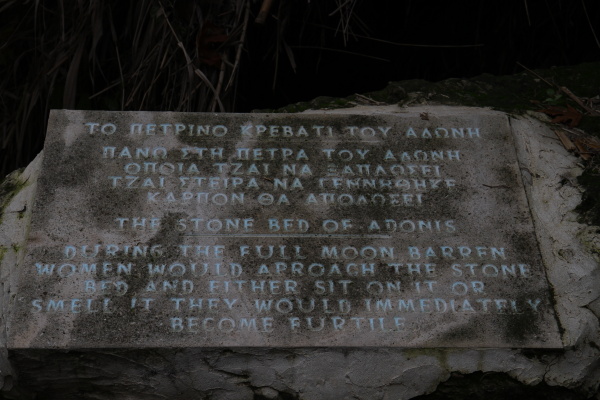 ΤΟ ΠΕΤΡΙΝΟ ΚΡΕΒΑΤΙ ΤΟΥ ΑΔΩΝΗ
ΠΑΝΩ ΣΤΗ ΠΕΤΡΑ ΤΟΥ ΑΔΩΝΗ
ΟΠΟΙΑ ΤΖΑΙ ΝΑ ΞΑΠΛΩΣΕΙ
ΤΖΑΙ ΣΤΕΙΡΑ ΝΑ ΓΕΝΝΗΘΗΚΕ
ΚΑΡΠΟΝ ΘΑ ΑΠΟΔΩΣΕΙ
THE STONE BED OF ADONIS
DURING THE FULL MOON BARREN
WOMEN WOULD APROACH THE STONE
BED AND EITHER SIT ON IT OR
SMELL IT THEY WOULD IMMEDIATELY
BECOME FURTILE